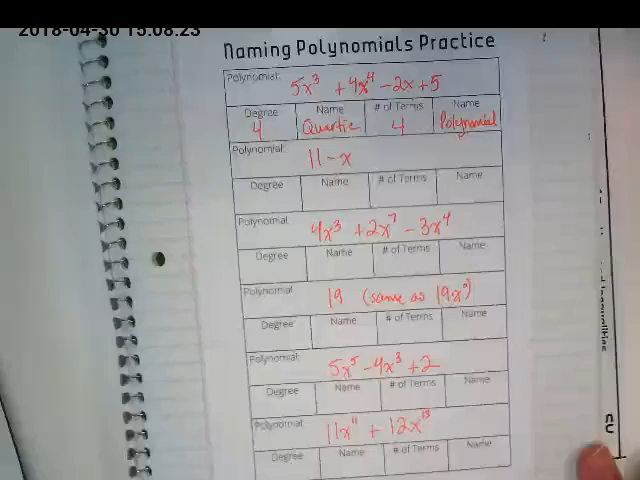 2018-04-30 15:08:23
Naming Polynomials Practice
Polynomial:
5x³ + 4x⁴ - 2x + 5
Degree Name # of Terms Name
4 Quartic 4 Polynomial
Polynomial:
11 - x
Degree Name # of Terms Name
Polynomial:
4x³ + 2x⁷ - 3x⁴
Degree Name # of Terms Name
Polynomial:
19 (same as 19x⁰)
Degree Name # of Terms Name
Polynomial:
5x⁵ - 4x³ + 2
Degree Name # of Terms Name
Polynomial:
11x¹¹ + 12x¹³
Degree Name # of Terms Name